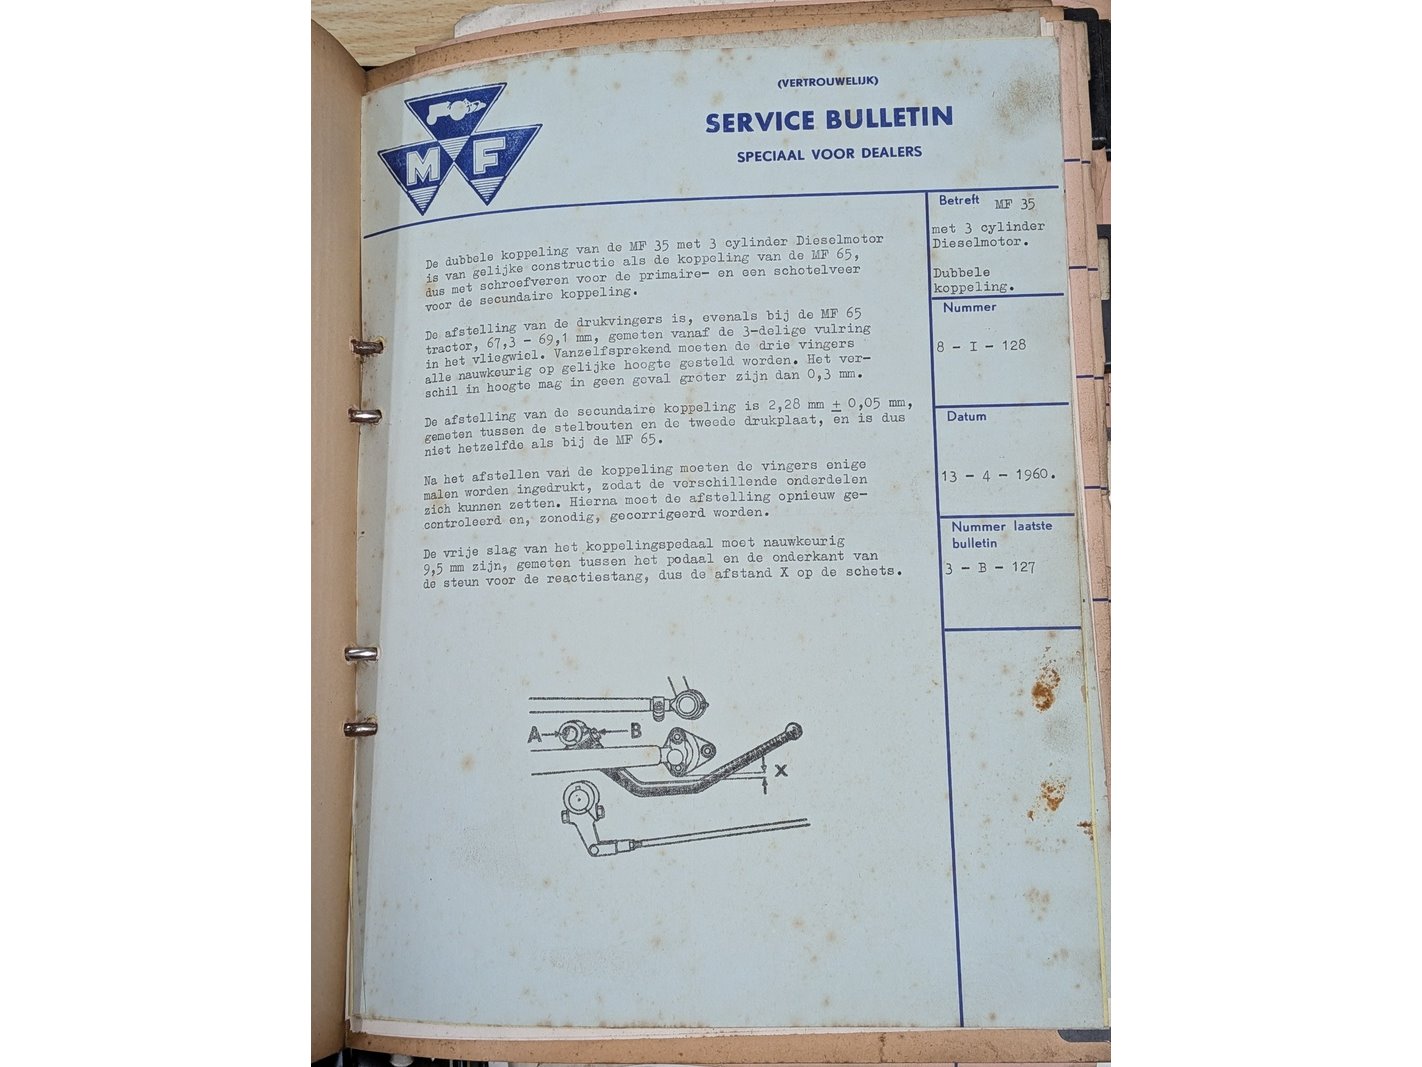 (VERTROUWELIJK)
SERVICE BULLETIN
SPECIAAL VOOR DEALERS
M F
De dubbele koppeling van de MF 35 met 3 cylinder Dieselmotor
is van gelijke constructie als de koppeling van de MF 65,
dus met schroefveren voor de primaire- en een schotelveer
voor de secundaire koppeling.
De afstelling van de drukvingers is, evenals bij de MF 65
tractor, 67,3 - 69,1 mm, gemeten vanaf de 3-delige vulring
in het vliegwiel. Vanzelfsprekend moeten de drie vingers
alle nauwkeurig op gelijke hoogte gesteld worden. Het ver-
schil in hoogte mag in geen geval groter zijn dan 0,3 mm.
De afstelling van de secundaire koppeling is 2,28 mm ± 0,05 mm,
gemeten tussen de stelbouten en de tweede drukplaat, en is dus
niet hetzelfde als bij de MF 65.
Na het afstellen van de koppeling moeten de vingers enige
malen worden ingedrukt, zodat de verschillende onderdelen
zich kunnen zetten. Hierna moet de afstelling opnieuw ge-
controleerd en, zonodig, gecorrigeerd worden.
De vrije slag van het koppelingspedaal moet nauwkeurig
9,5 mm zijn, gemeten tussen het pedaal en de onderkant van
de steun voor de reactiestang, dus de afstand X op de schets.
A
B
X
Betreft MF 35
met 3 cylinder
Dieselmotor.
Dubbele
koppeling.
Nummer
8 - I - 128
Datum
13 - 4 - 1960.
Nummer laatste
bulletin
3 - B - 127